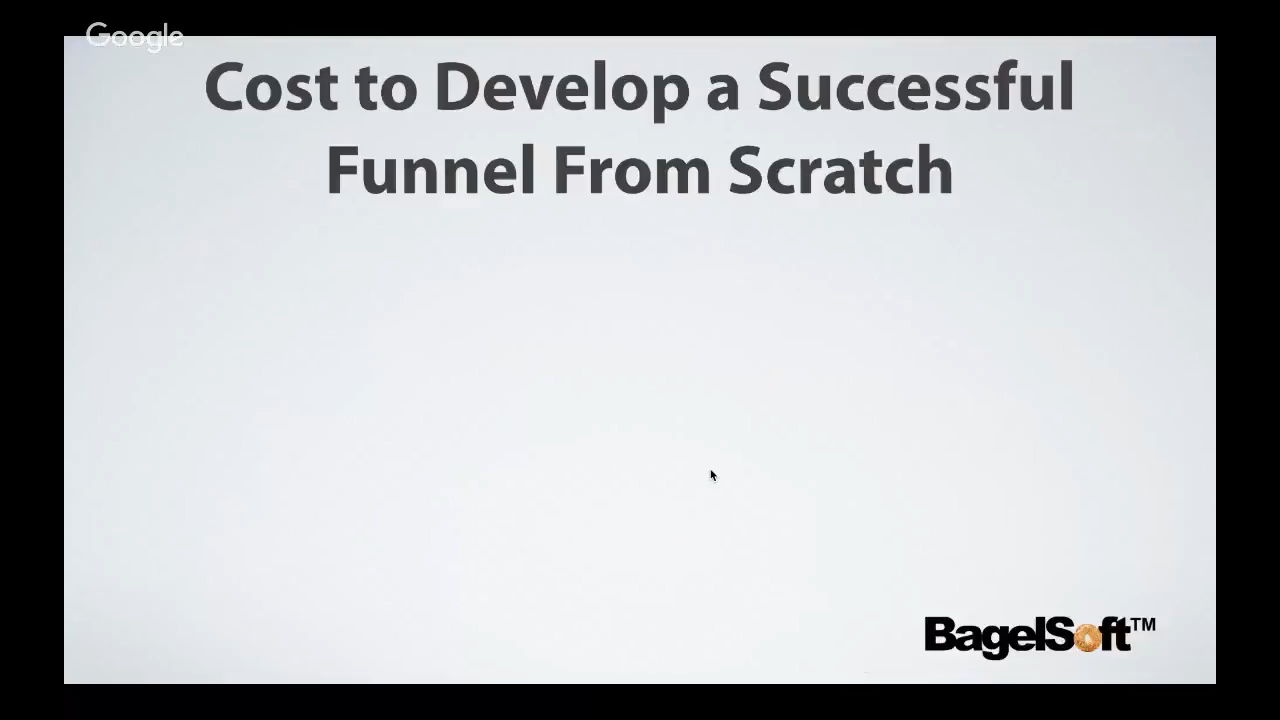 Google
Cost to Develop a Successful
Funnel From Scratch
BagelSoft™